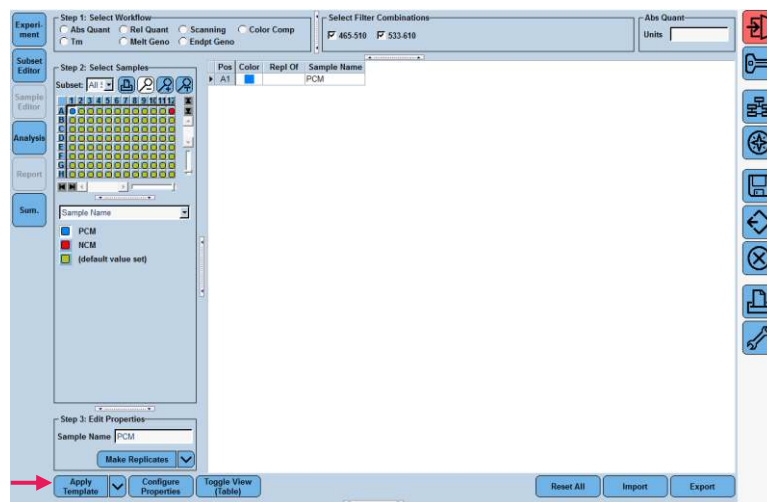 Experi-
ment
Subset
Editor
Sample
Editor
Analysis
Report
Sum.
Step 1: Select Workflow
Abs Quant Rel Quant Scanning Color Comp
Tm Melt Geno Endpt Geno
Select Filter Combinations
465-510 533-610
Abs Quant
Units
Step 2: Select Samples
Subset: All
1 2 3 4 5 6 7 8 9 10 11 12
A
B
C
D
E
F
G
H
Sample Name
PCM
NCM
(default value set)
Pos Color Repl Of Sample Name
A1 PCM
Step 3: Edit Properties
Sample Name PCM
Make Replicates
Apply
Template
Configure
Properties
Toggle View
(Table)
Reset All Import Export